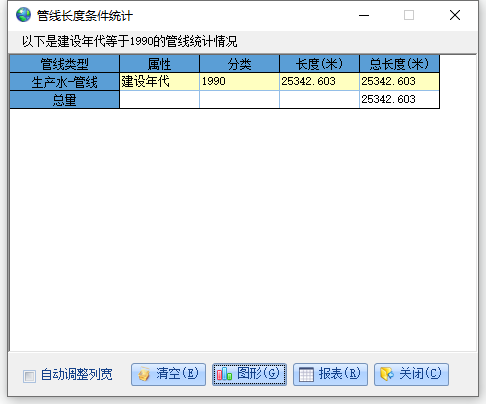 管线长度条件统计
以下是建设年代等于1990的管线统计情况
管线类型 属性 分类 长度(米) 总长度(米)
生产水-管线 建设年代 1990 25342.603 25342.603
总量 25342.603
自动调整列宽 清空(E) 图形(G) 报表(R) 关闭(C)